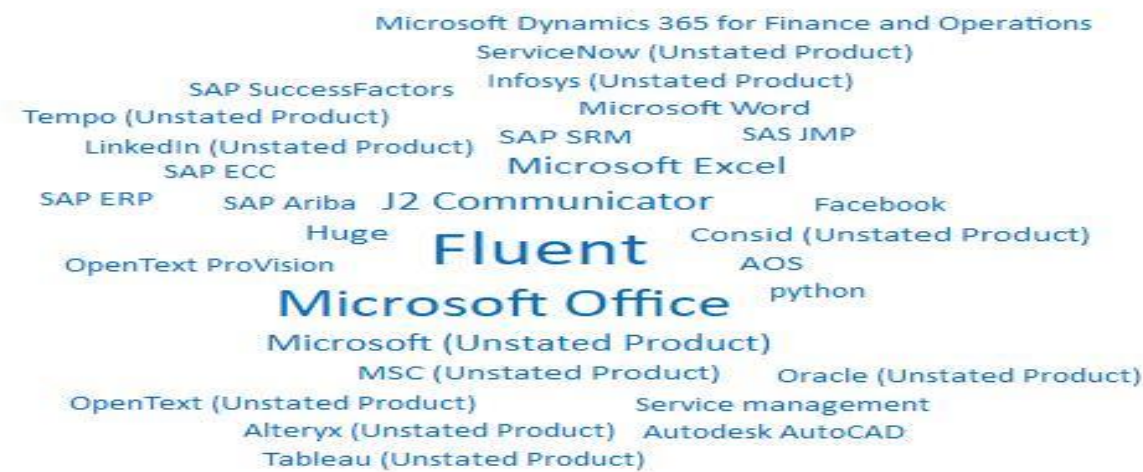 Microsoft Dynamics 365 for Finance and Operations
ServiceNow (Unstated Product)
SAP SuccessFactors Infosys (Unstated Product)
Tempo (Unstated Product) Microsoft Word
LinkedIn (Unstated Product) SAP SRM SAS JMP
SAP ECC Microsoft Excel
SAP ERP SAP Ariba J2 Communicator Facebook
Huge Fluent Consid (Unstated Product)
OpenText ProVision AOS
Microsoft Office python
Microsoft (Unstated Product)
MSC (Unstated Product) Oracle (Unstated Product)
OpenText (Unstated Product) Service management
Alteryx (Unstated Product) Autodesk AutoCAD
Tableau (Unstated Product)